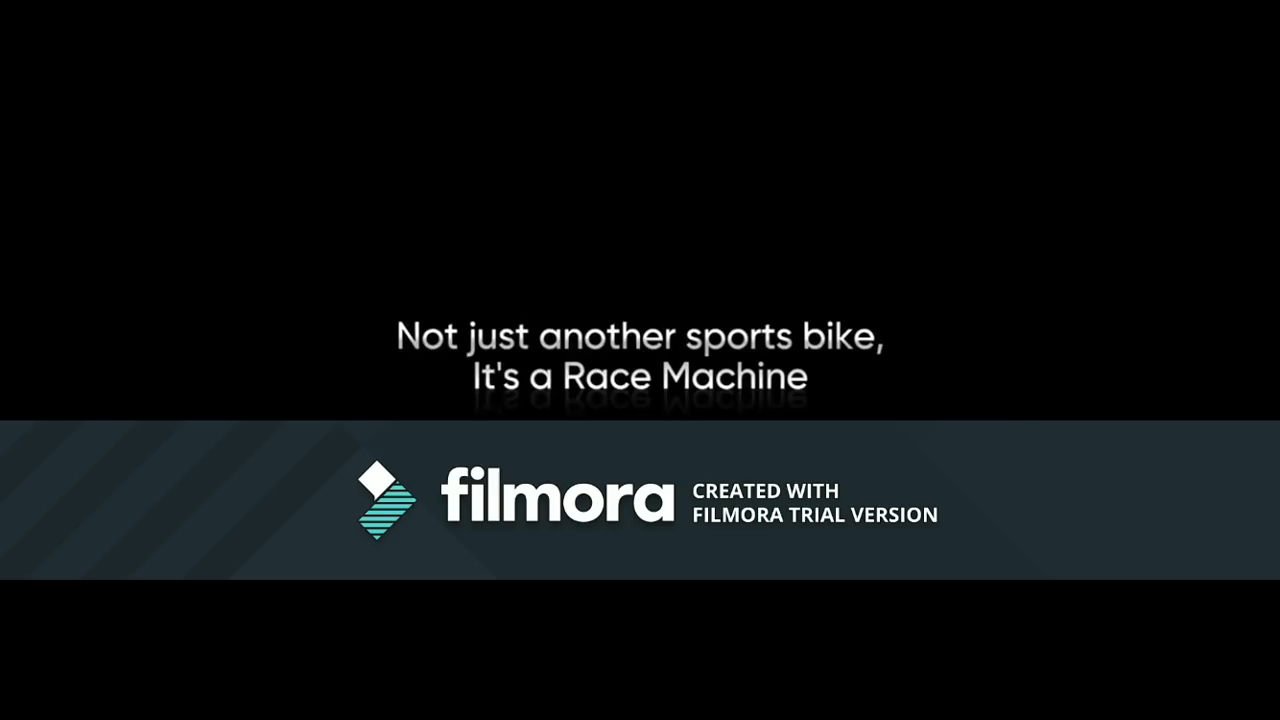 Not just another sports bike,
It's a Race Machine
filmora
CREATED WITH
FILMORA TRIAL VERSION